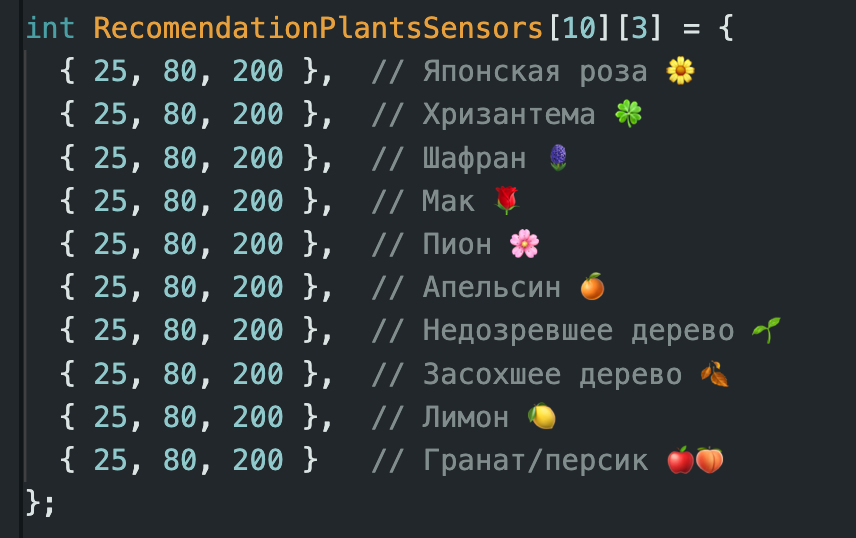 int RecomendationPlantsSensors[10][3] = {
{ 25, 80, 200 },  // Японская роза 🌼
{ 25, 80, 200 },  // Хризантема 🍀
{ 25, 80, 200 },  // Шафран 🪻
{ 25, 80, 200 },  // Мак 🌹
{ 25, 80, 200 },  // Пион 🌸
{ 25, 80, 200 },  // Апельсин 🍊
{ 25, 80, 200 },  // Недозревшее дерево 🌱
{ 25, 80, 200 },  // Засохшее дерево 🍂
{ 25, 80, 200 },  // Лимон 🍋
{ 25, 80, 200 }   // Гранат/персик 🍎🍑
};